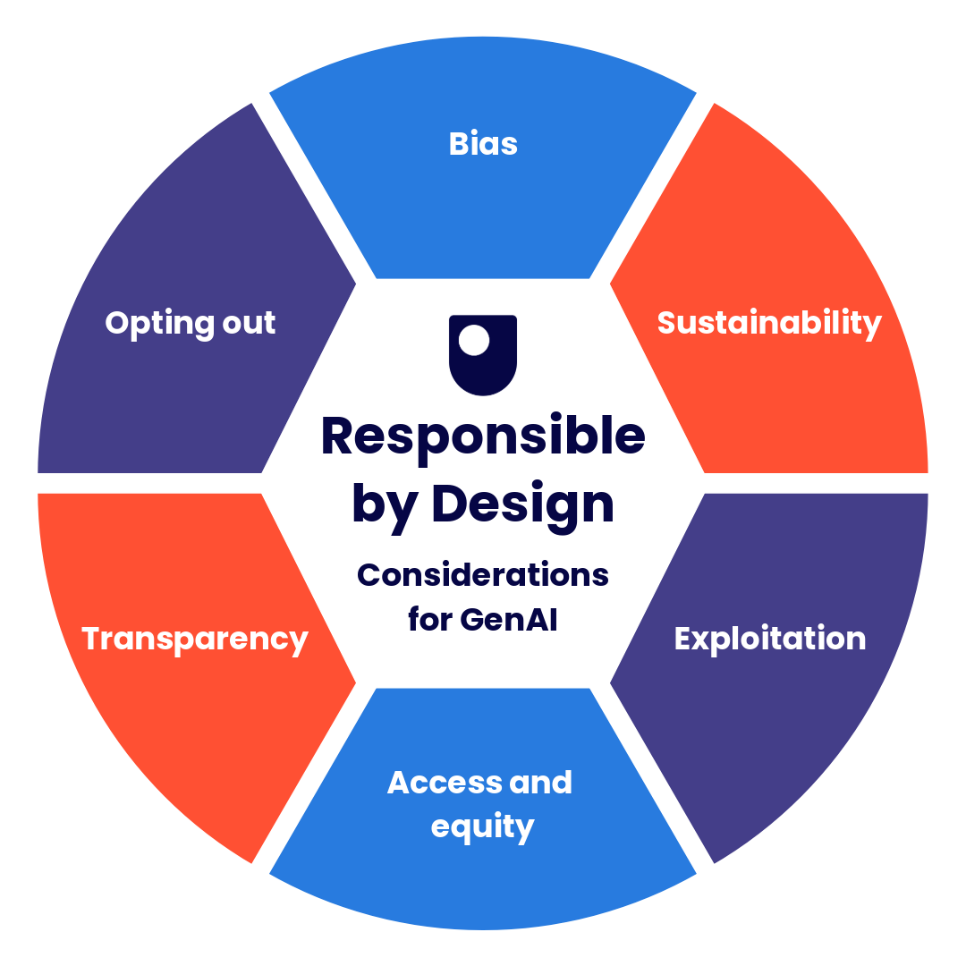 Bias
Opting out
Sustainability
Responsible
by Design
Considerations
for GenAI
Transparency
Exploitation
Access and
equity